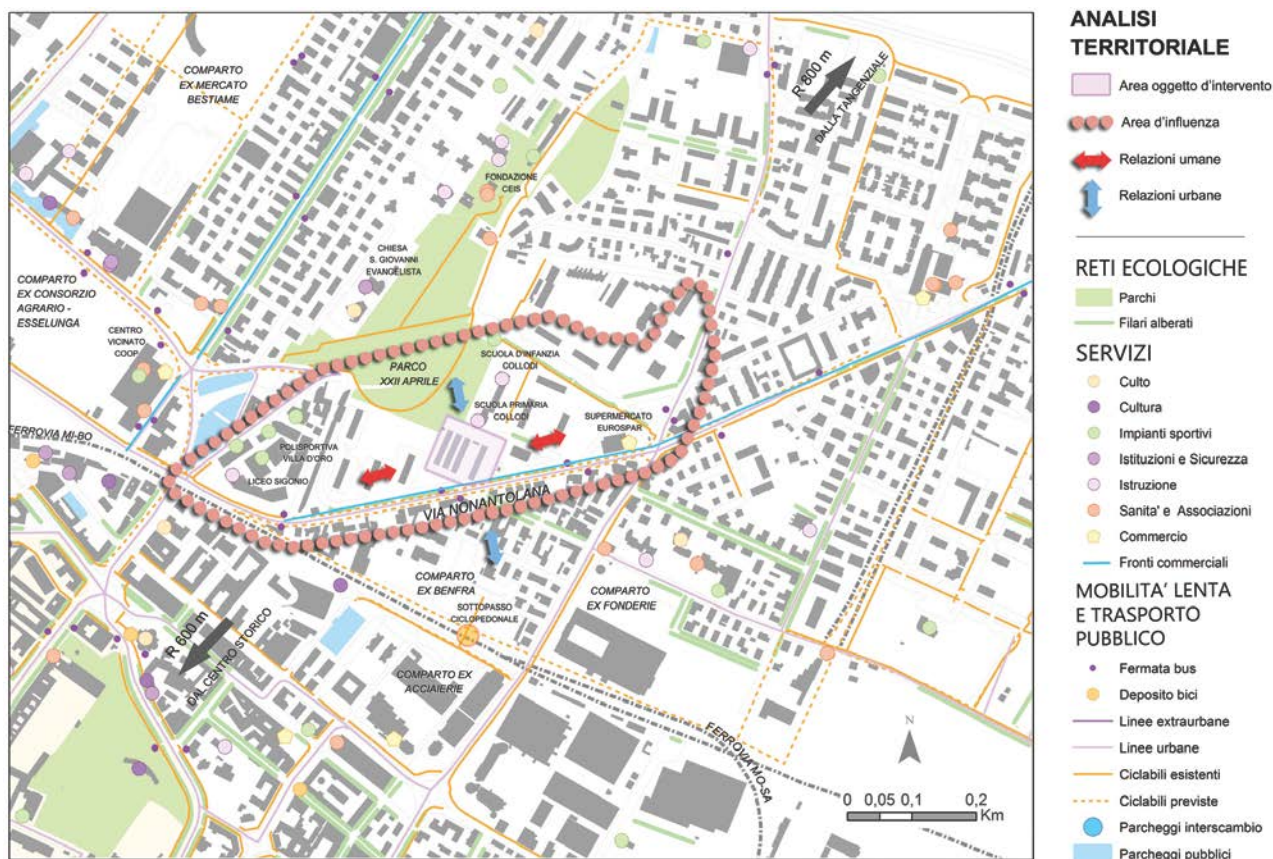 COMPARTO
EX MERCATO
BESTIAME
R 800 m
DALLA TANGENZIALE
FONDAZIONE
CEIS
CHIESA
S. GIOVANNI
EVANGELISTA
COMPARTO
EX CONSORZIO
AGRARIO -
ESSELUNGA
CENTRO
VICINATO
COOP
PARCO
XXII APRILE
SCUOLA D'INFANZIA
COLLODI
SCUOLA PRIMARIA
COLLODI
SUPERMERCATO
EUROSPAR
FERROVIA MI-BO
POLISPORTIVA
VILLA D'ORO
LICEO SIGONIO
VIA NONANTOLANA
COMPARTO
EX BENFRA
SOTTOPASSO
CICLOPEDONALE
COMPARTO
EX FONDERIE
R 600 m
DAL CENTRO STORICO
COMPARTO EX
ACCIAIERIE
FERROVIA MO-SA
N
0 0,05 0,1 0,2
Km
ANALISI
TERRITORIALE
Area oggetto d'intervento
Area d'influenza
Relazioni umane
Relazioni urbane
RETI ECOLOGICHE
Parchi
Filari alberati
SERVIZI
Culto
Cultura
Impianti sportivi
Istituzioni e Sicurezza
Istruzione
Sanita' e Associazioni
Commercio
Fronti commerciali
MOBILITA' LENTA
E TRASPORTO
PUBBLICO
Fermata bus
Deposito bici
Linee extraurbane
Linee urbane
Ciclabili esistenti
Ciclabili previste
Parcheggi interscambio
Parcheggi pubblici